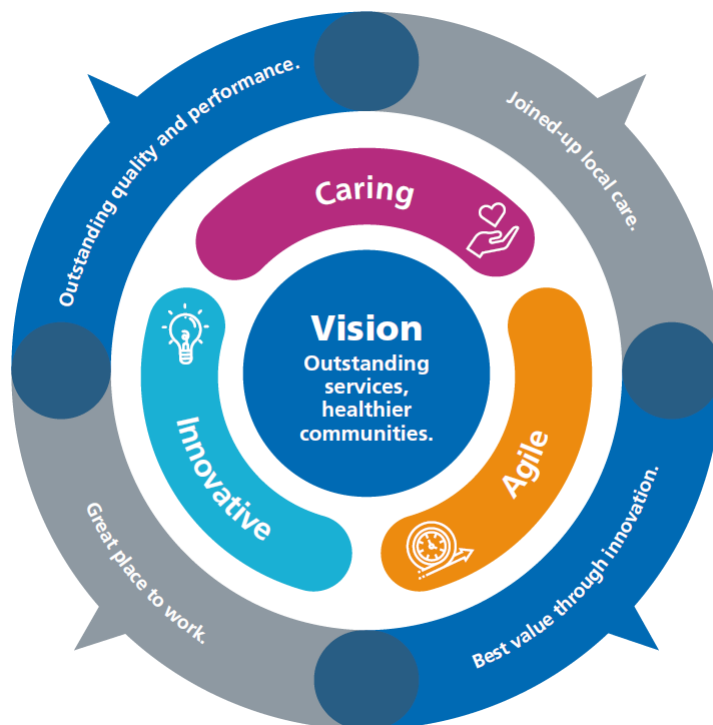 Outstanding quality and performance.
Joined-up local care.
Caring
Vision
Outstanding
services,
healthier
communities.
Innovative
Agile
Great place to work.
Best value through innovation.